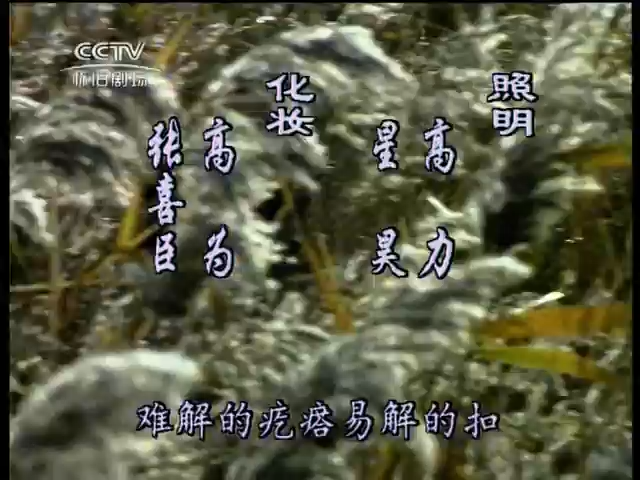 CCTV
怀旧剧场
照明
高力
星昊
化妆
高为
张喜臣
难解的疙瘩易解的扣